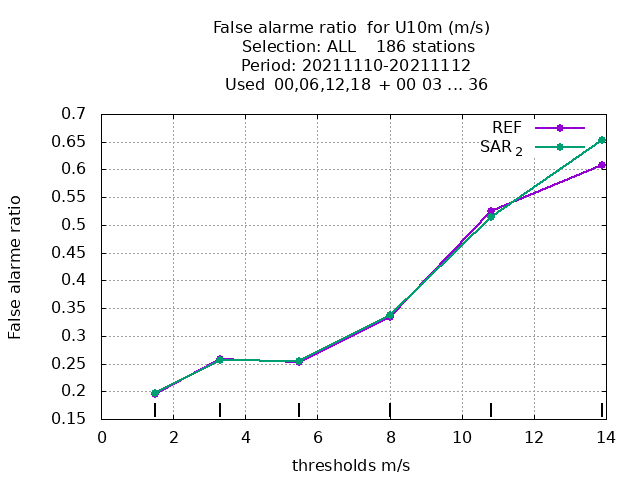 False alarme ratio  for U10m (m/s)
Selection: ALL    186 stations
Period: 20211110-20211112
Used  00,06,12,18  + 00 03 ... 36
0.7
REF
0.65
SAR 2
0.6
0.55
0.5
0.45
0.4
0.35
0.3
0.25
0.2
0.15
False alarme ratio
0 2 4 6 8 10 12 14
thresholds m/s